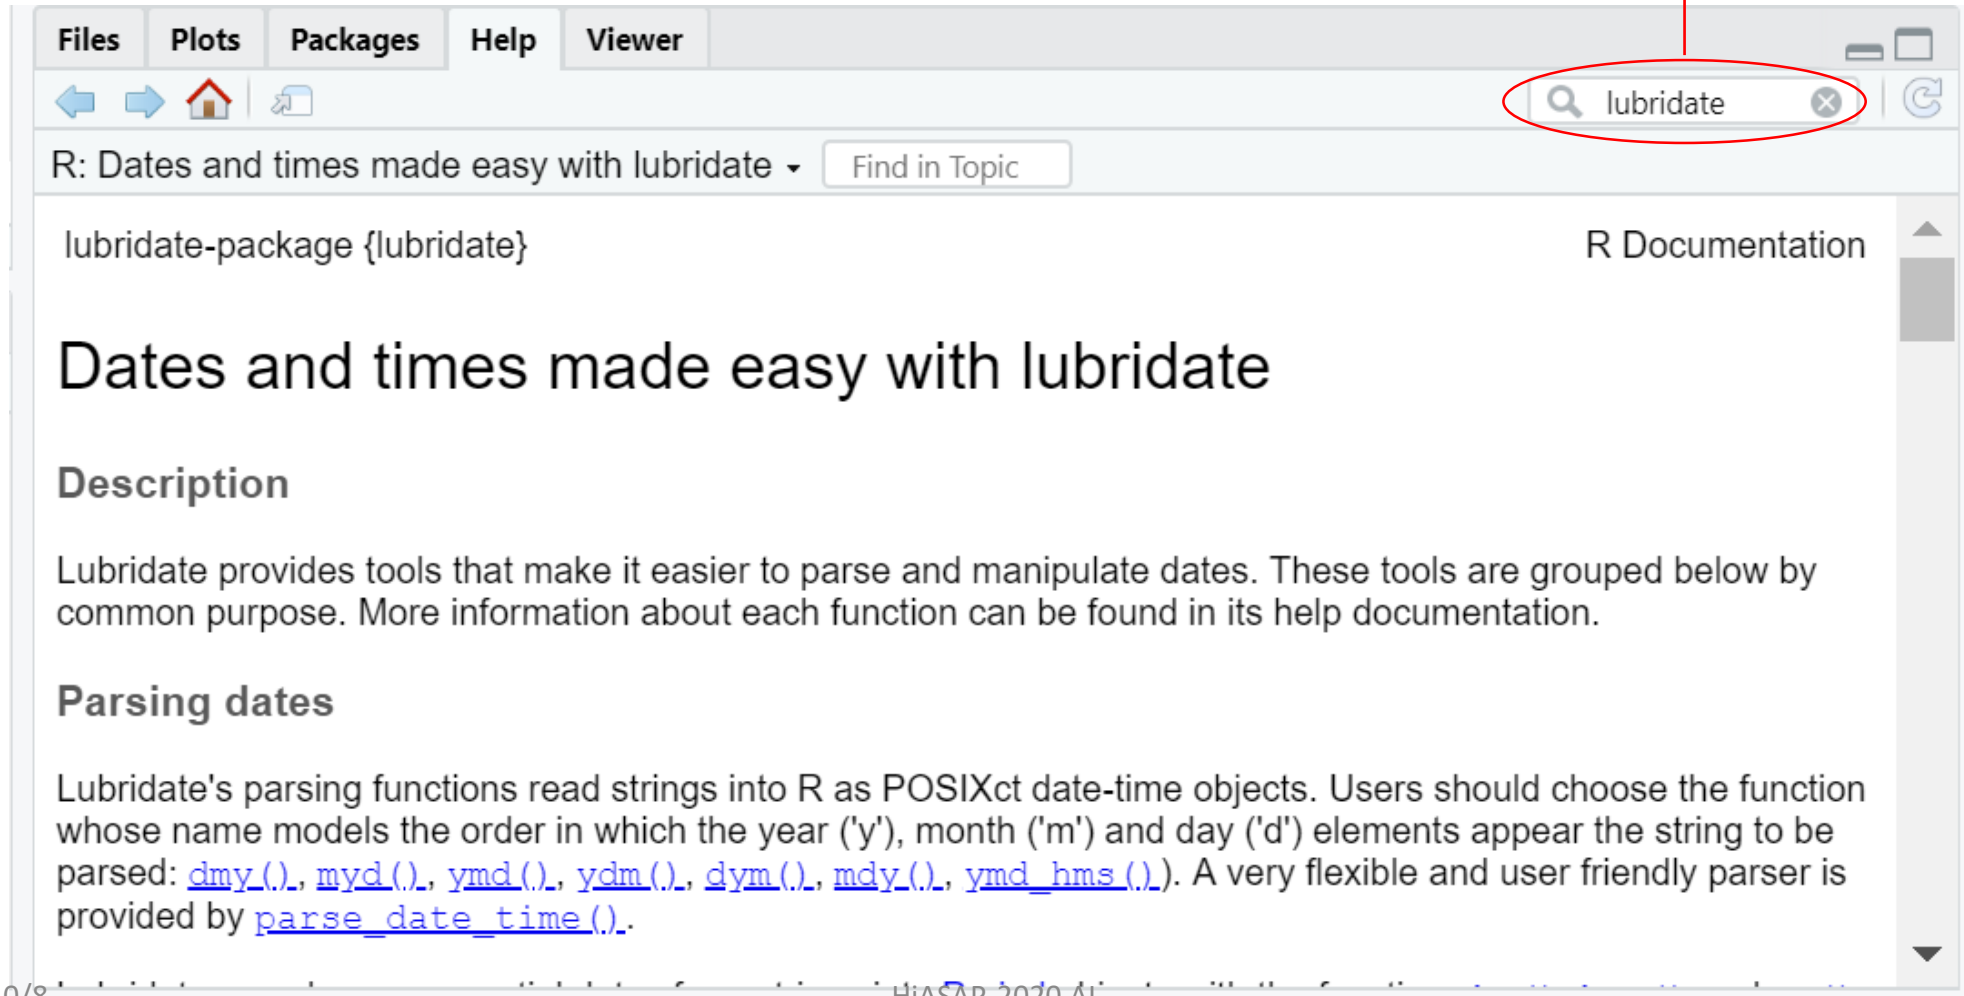 Files Plots Packages Help Viewer
lubridate
R: Dates and times made easy with lubridate Find in Topic
lubridate-package {lubridate} R Documentation
Dates and times made easy with lubridate
Description
Lubridate provides tools that make it easier to parse and manipulate dates. These tools are grouped below by
common purpose. More information about each function can be found in its help documentation.
Parsing dates
Lubridate's parsing functions read strings into R as POSIXct date-time objects. Users should choose the function
whose name models the order in which the year ('y'), month ('m') and day ('d') elements appear the string to be
parsed: dmy(), myd(), ymd(), ydm(), dym(), mdy(), ymd_hms()). A very flexible and user friendly parser is
provided by parse_date_time().